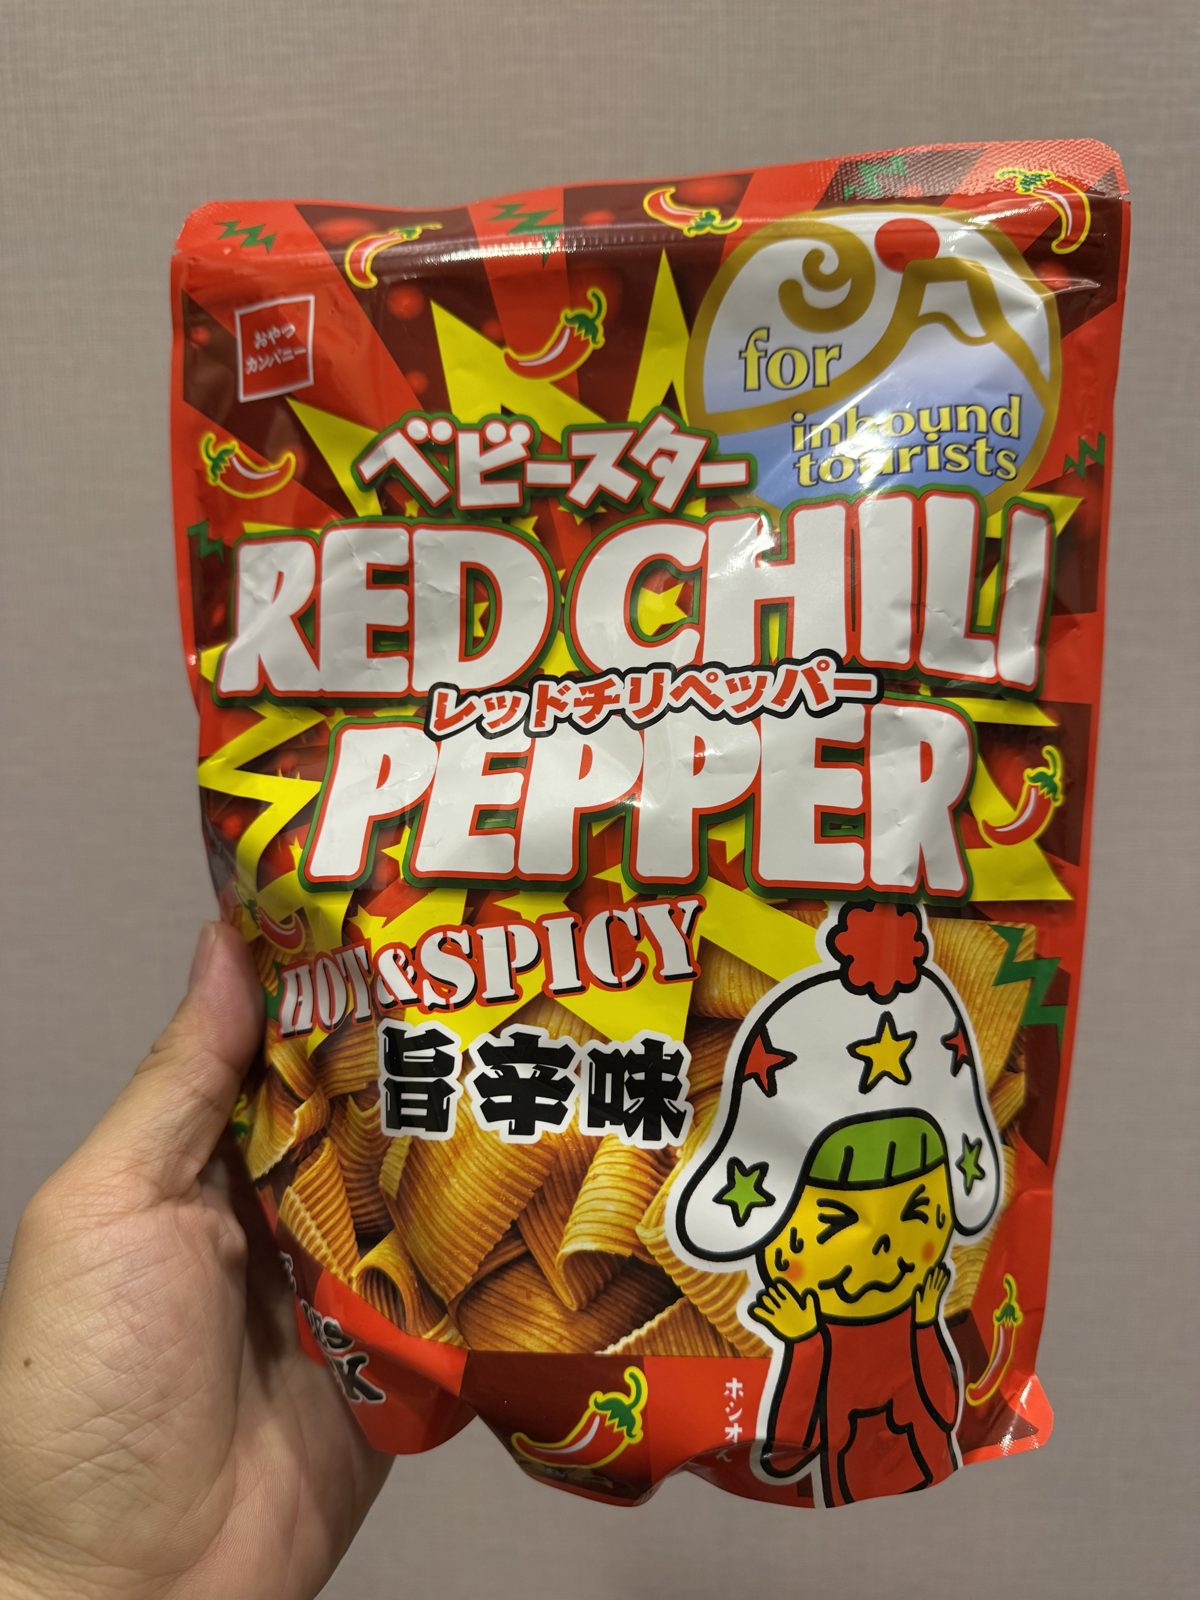 おやつ
カンパニー
for
inbound
tourists
ベビースター
RED CHILI
レッドチリペッパー
PEPPER
HOT&SPICY
旨辛味
ホシオくん